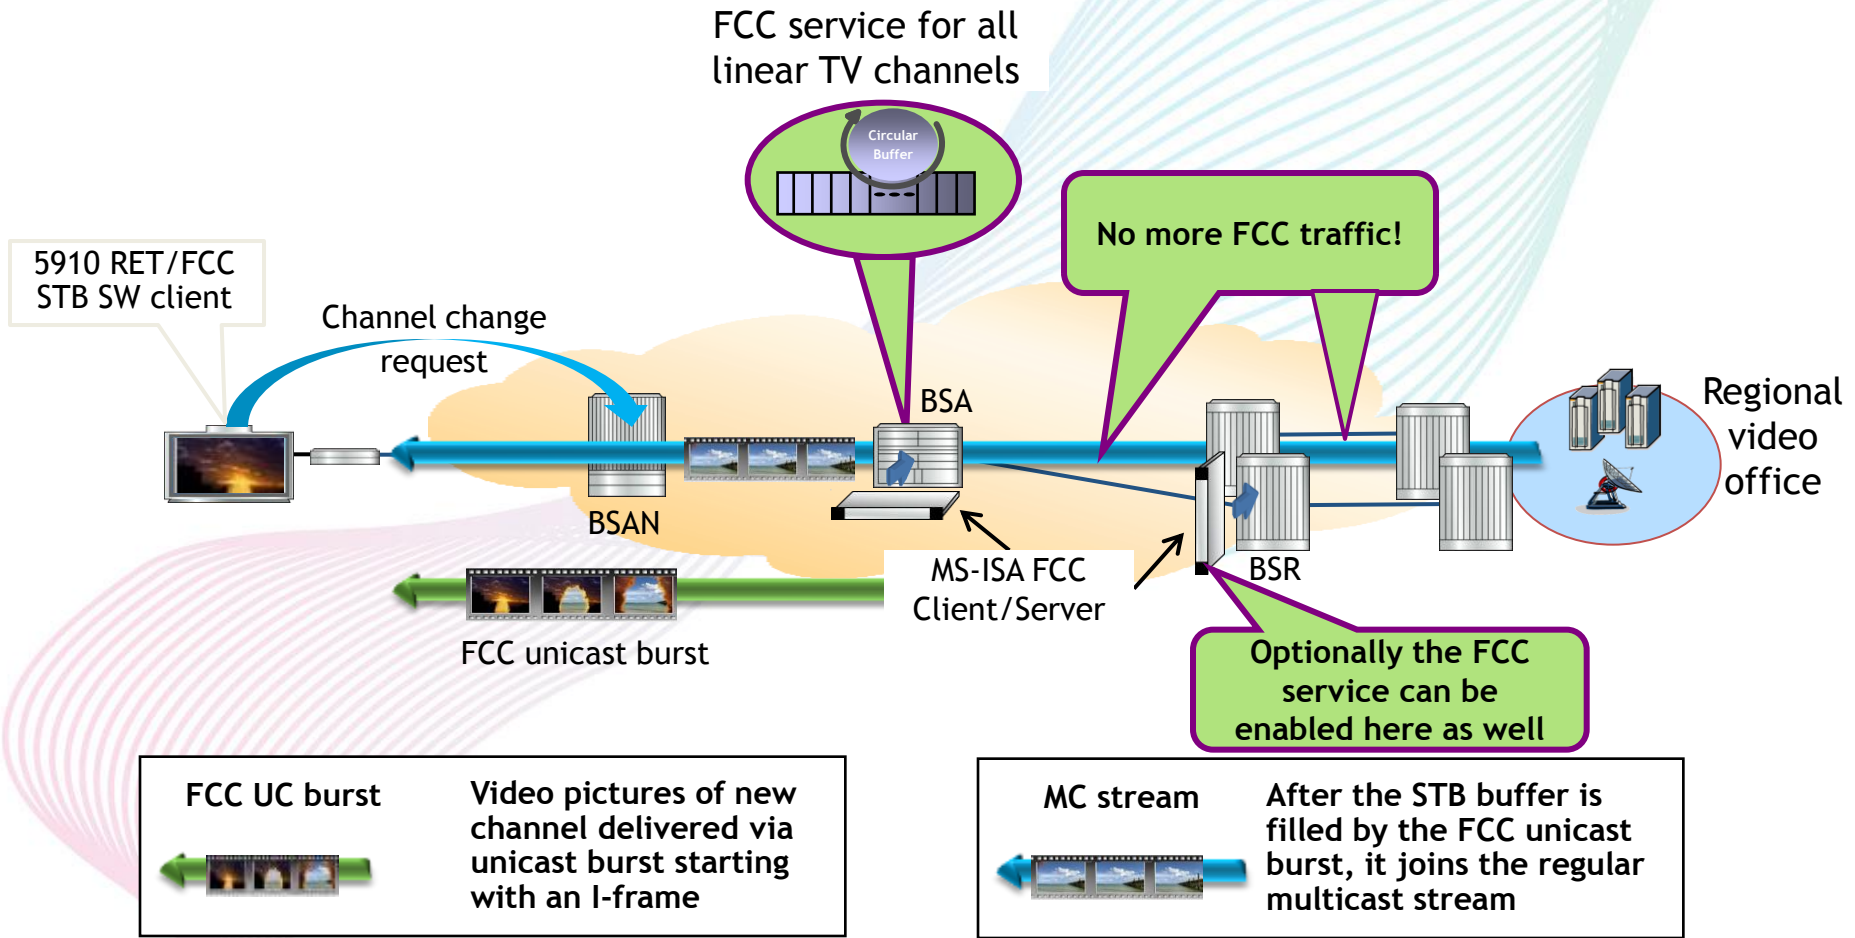 FCC service for all
linear TV channels
Circular
Buffer
No more FCC traffic!
5910 RET/FCC
STB SW client
Channel change
request
BSA
Regional
video
office
BSAN
MS-ISA FCC
Client/Server
BSR
FCC unicast burst
Optionally the FCC
service can be
enabled here as well
FCC UC burst
Video pictures of new
channel delivered via
unicast burst starting
with an I-frame
MC stream
After the STB buffer is
filled by the FCC unicast
burst, it joins the regular
multicast stream